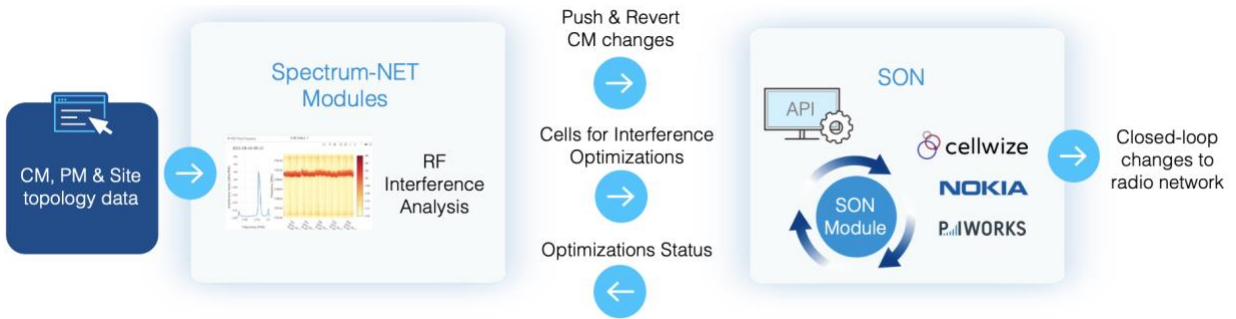 CM, PM & Site
topology data
Spectrum-NET
Modules
RF
Interference
Analysis
Push & Revert
CM changes
Cells for Interference
Optimizations
Optimizations Status
SON
API
SON
Module
cellwize
NOKIA
P.I WORKS
Closed-loop
changes to
radio network